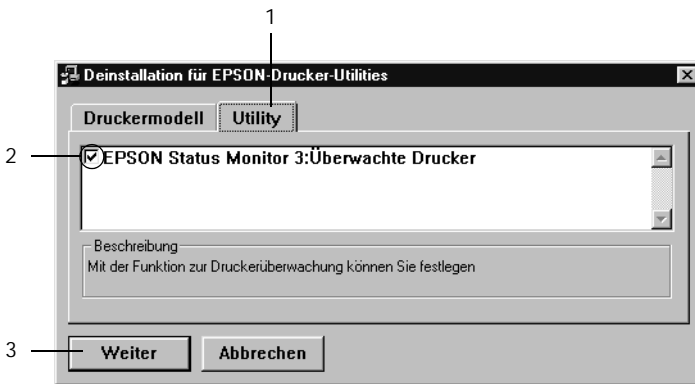 1
Deinstallation für EPSON-Drucker-Utilities
Druckermodell Utility
2
EPSON Status Monitor 3:Überwachte Drucker
Beschreibung
Mit der Funktion zur Druckerüberwachung können Sie festlegen
3
Weiter Abbrechen